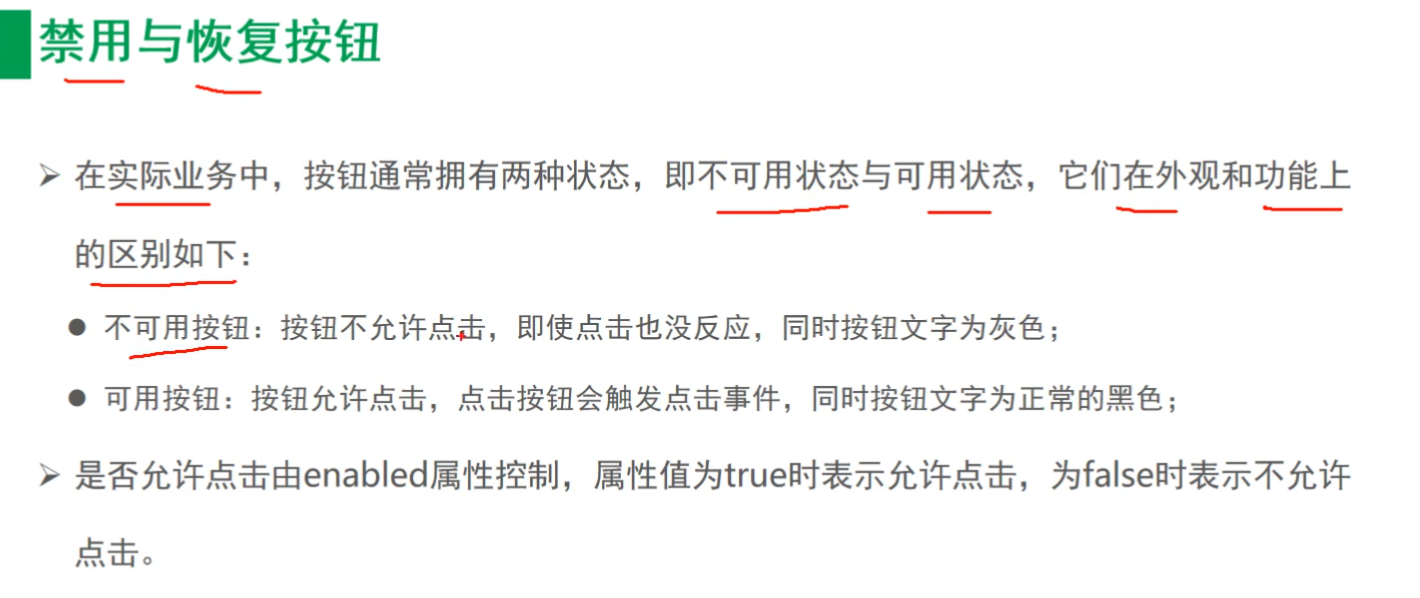 禁用与恢复按钮
➢ 在实际业务中，按钮通常拥有两种状态，即不可用状态与可用状态，它们在外观和功能上
的区别如下：
● 不可用按钮：按钮不允许点击，即使点击也没反应，同时按钮文字为灰色；
● 可用按钮：按钮允许点击，点击按钮会触发点击事件，同时按钮文字为正常的黑色；
➢ 是否允许点击由enabled属性控制，属性值为true时表示允许点击，为false时表示不允许
点击。